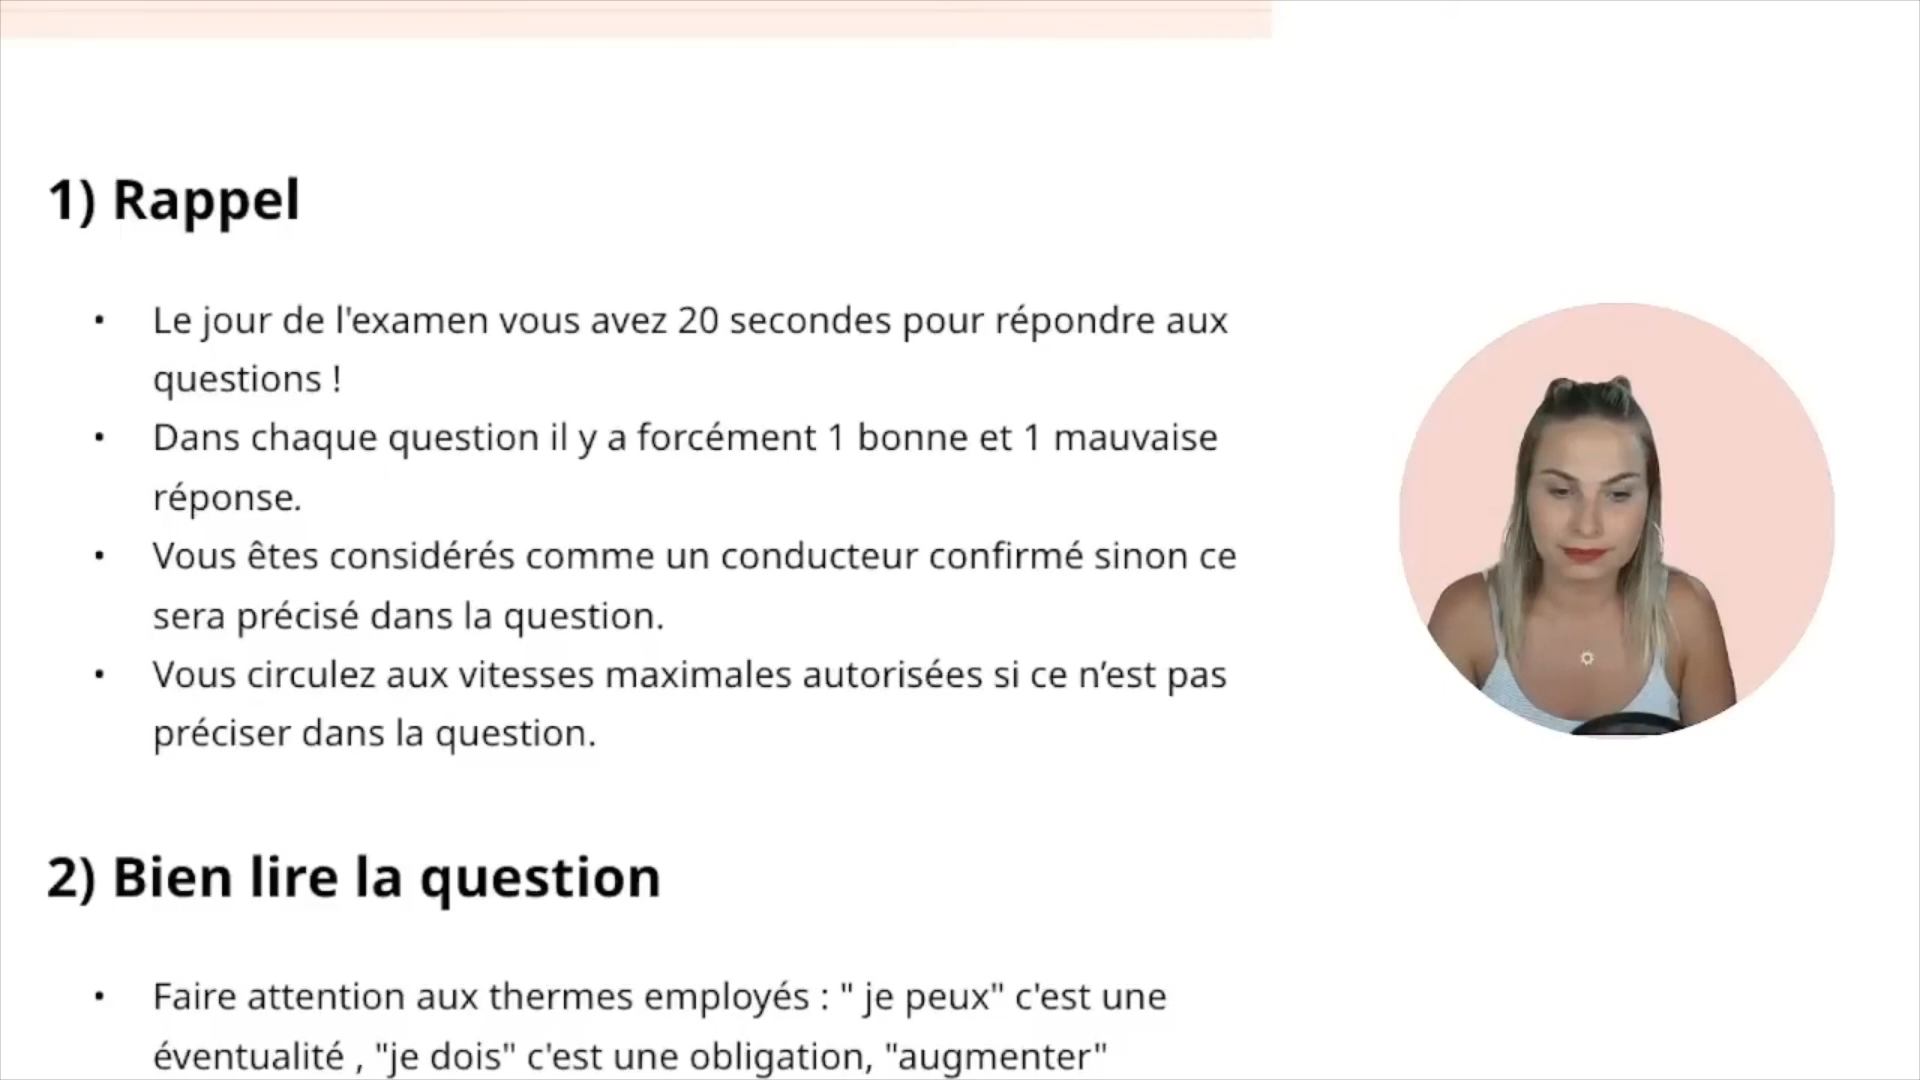 1) Rappel
• Le jour de l'examen vous avez 20 secondes pour répondre aux
questions !
• Dans chaque question il y a forcément 1 bonne et 1 mauvaise
réponse.
• Vous êtes considérés comme un conducteur confirmé sinon ce
sera précisé dans la question.
• Vous circulez aux vitesses maximales autorisées si ce n’est pas
préciser dans la question.
2) Bien lire la question
• Faire attention aux thermes employés : " je peux" c'est une
éventualité , "je dois" c'est une obligation, "augmenter"